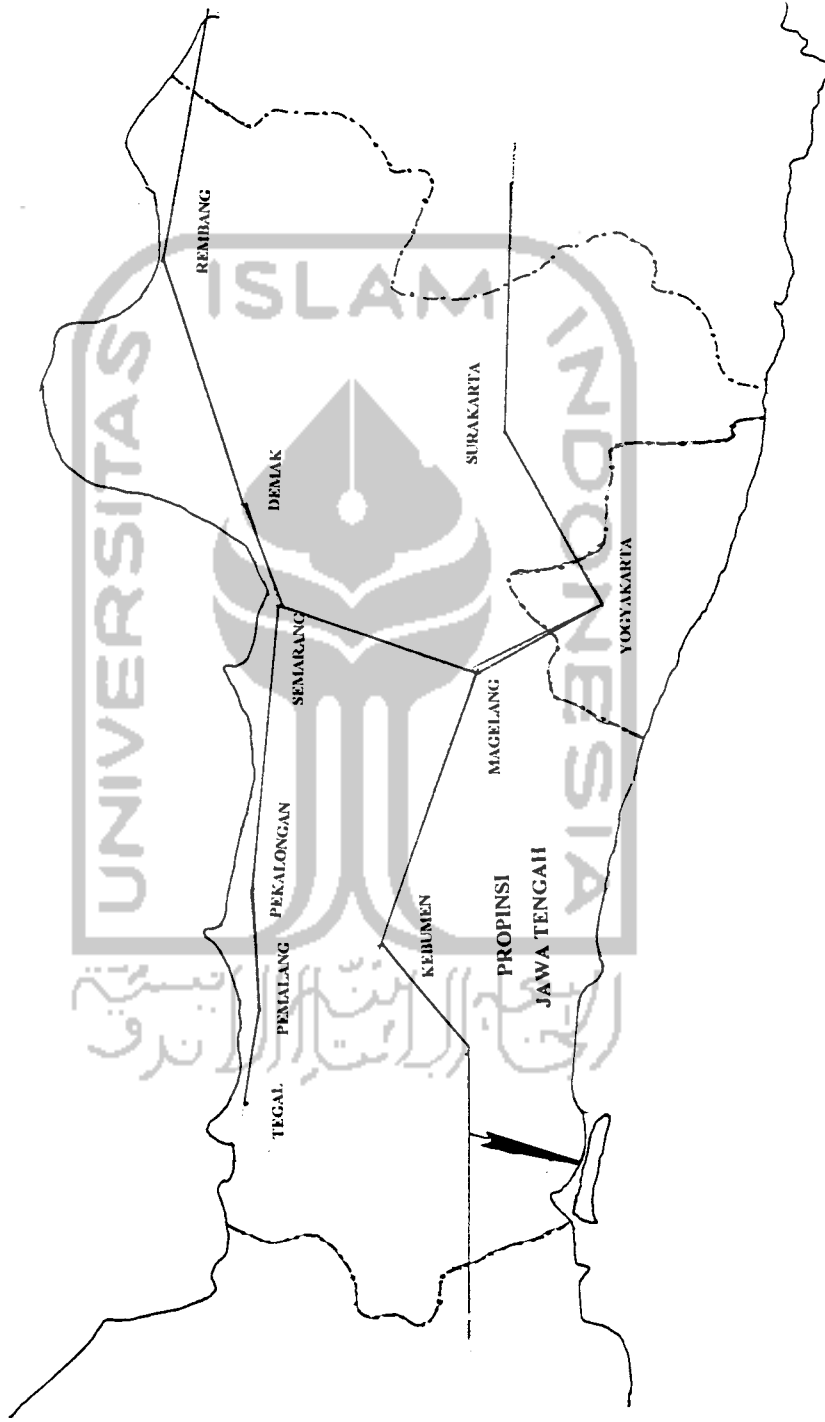 REMBANG
DEMAK
SURAKARTA
SEMARANG
YOGYAKARTA
MAGELANG
PEKALONGAN
PEMALANG
TEGAL
KEBUMEN
PROPINSI
JAWA TENGAH
UNIVERSITAS
ISLAM
INDONESIA